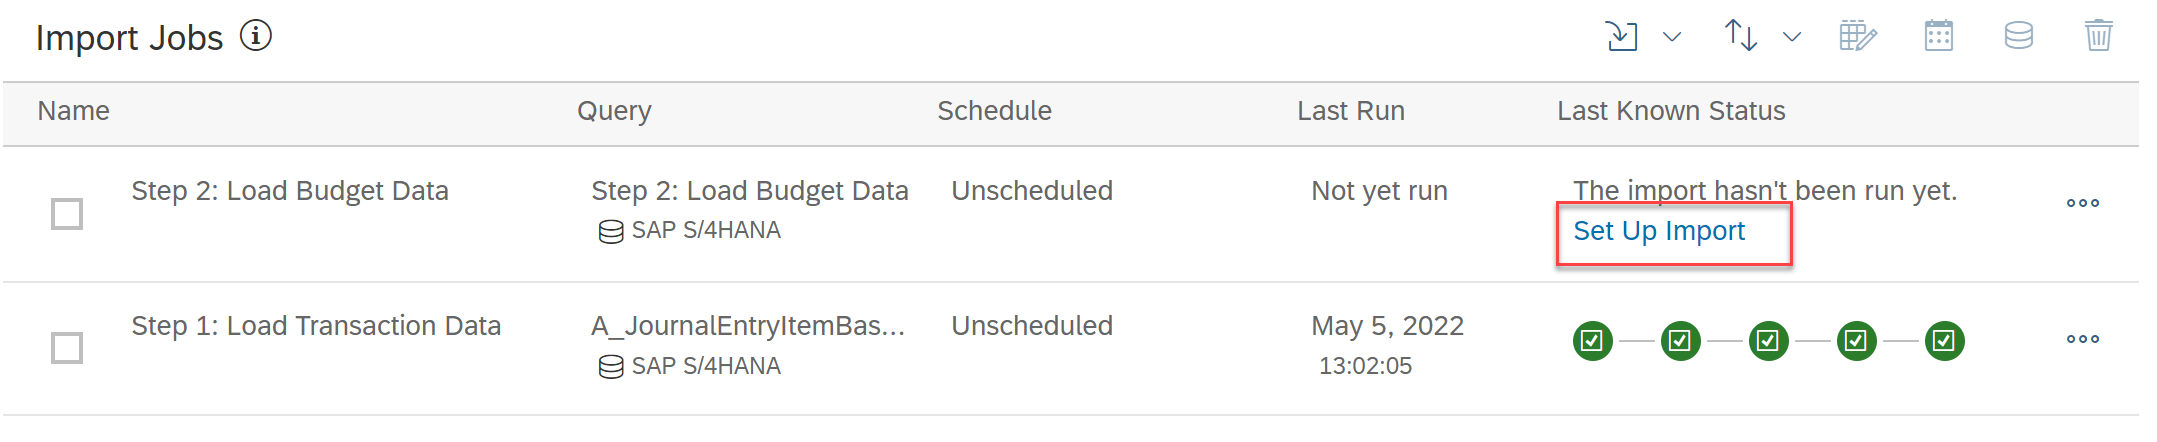 Import Jobs
Name Query Schedule Last Run Last Known Status
Step 2: Load Budget Data Step 2: Load Budget Data Unscheduled Not yet run The import hasn't been run yet.
SAP S/4HANA Set Up Import
Step 1: Load Transaction Data A_JournalEntryItemBas... Unscheduled May 5, 2022
SAP S/4HANA 13:02:05